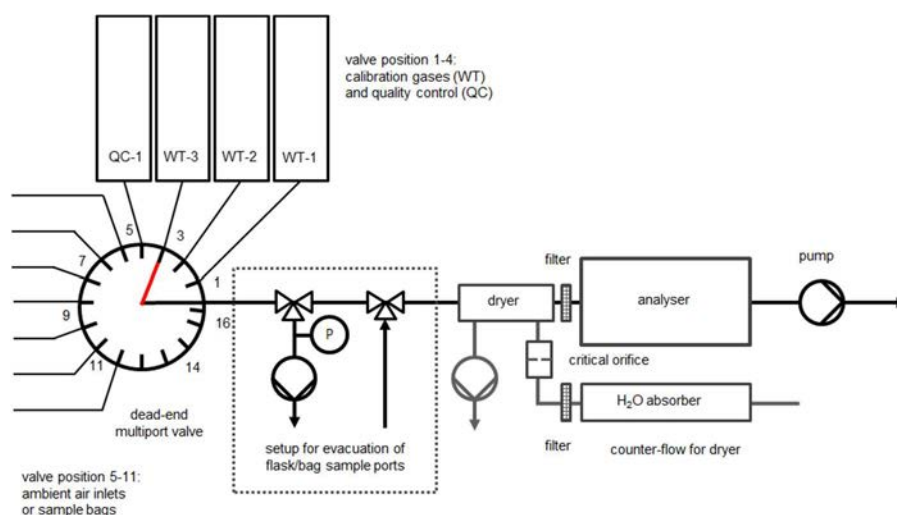 valve position 1-4:
calibration gases (WT)
and quality control (QC)
QC-1
WT-3
WT-2
WT-1
5
3
7
1
9
16
11
14
P
filter
pump
dryer
analyser
critical orifice
H₂O absorber
dead-end
multiport valve
setup for evacuation of
flask/bag sample ports
filter
counter-flow for dryer
valve position 5-11:
ambient air inlets
or sample bags